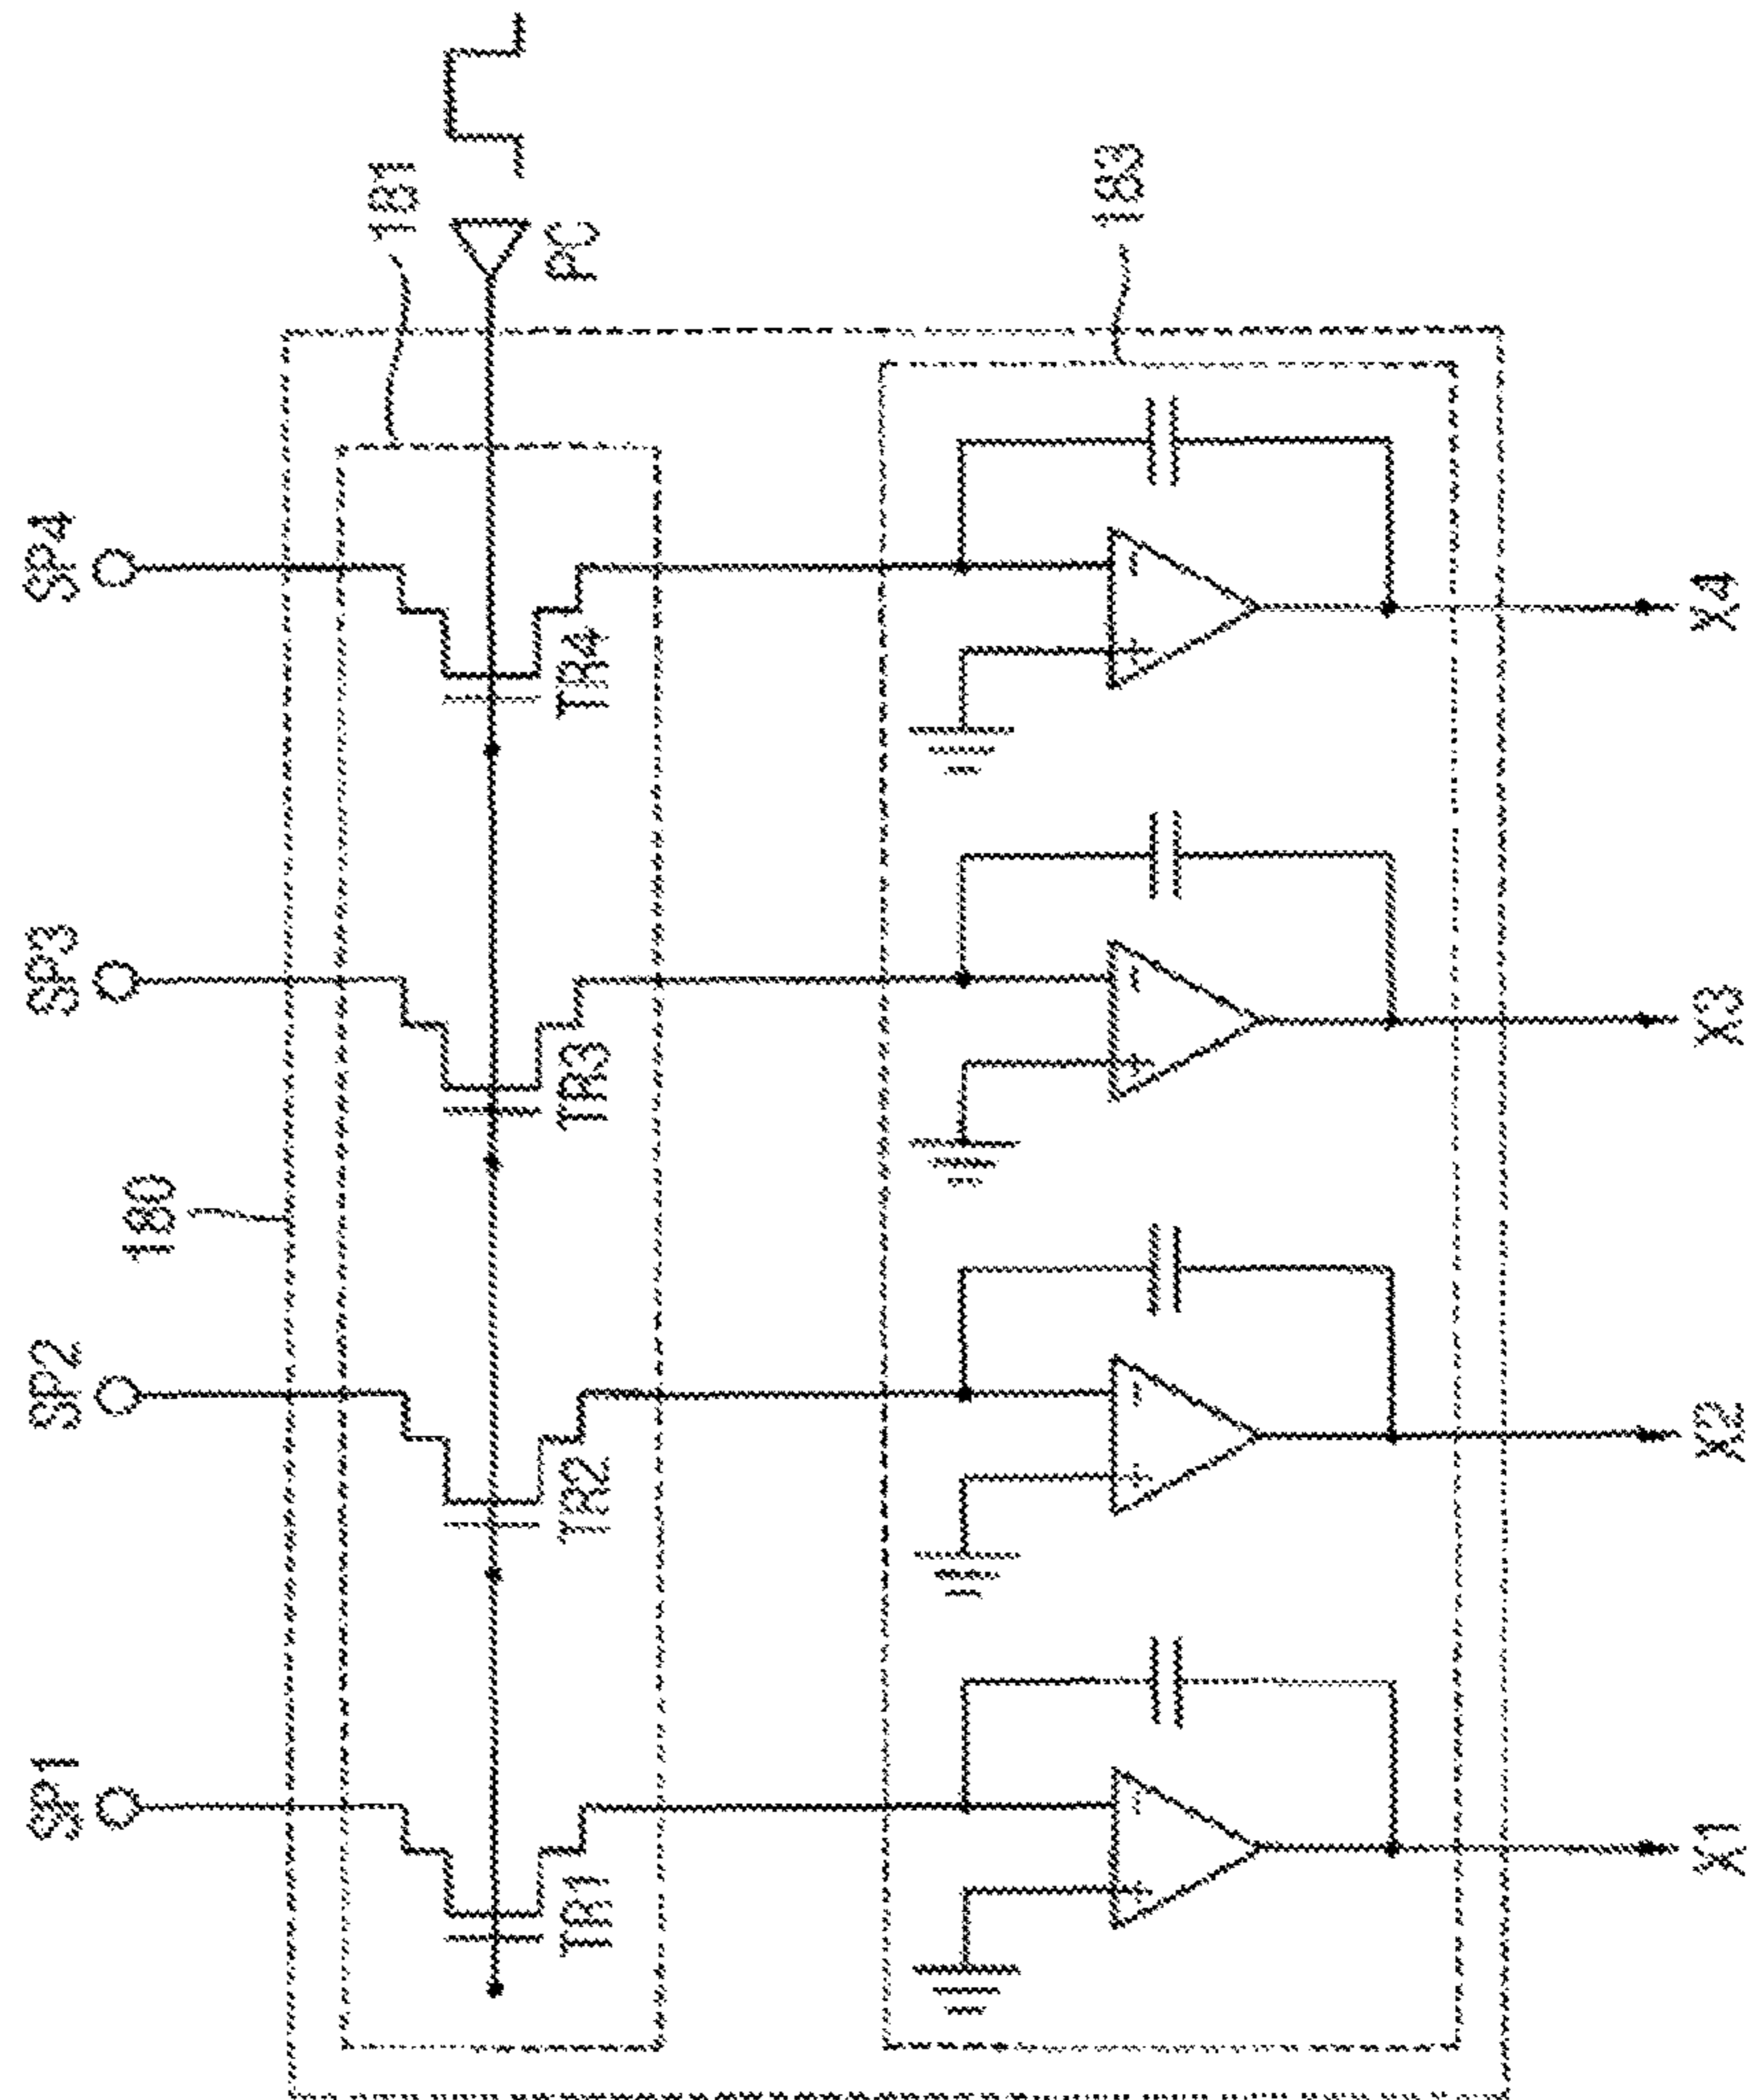 SP1
SP2
SP3
SP4
180
181
PC
TR1
TR2
TR3
TR4
183
− +
− +
− +
− +
X1
X2
X3
X4